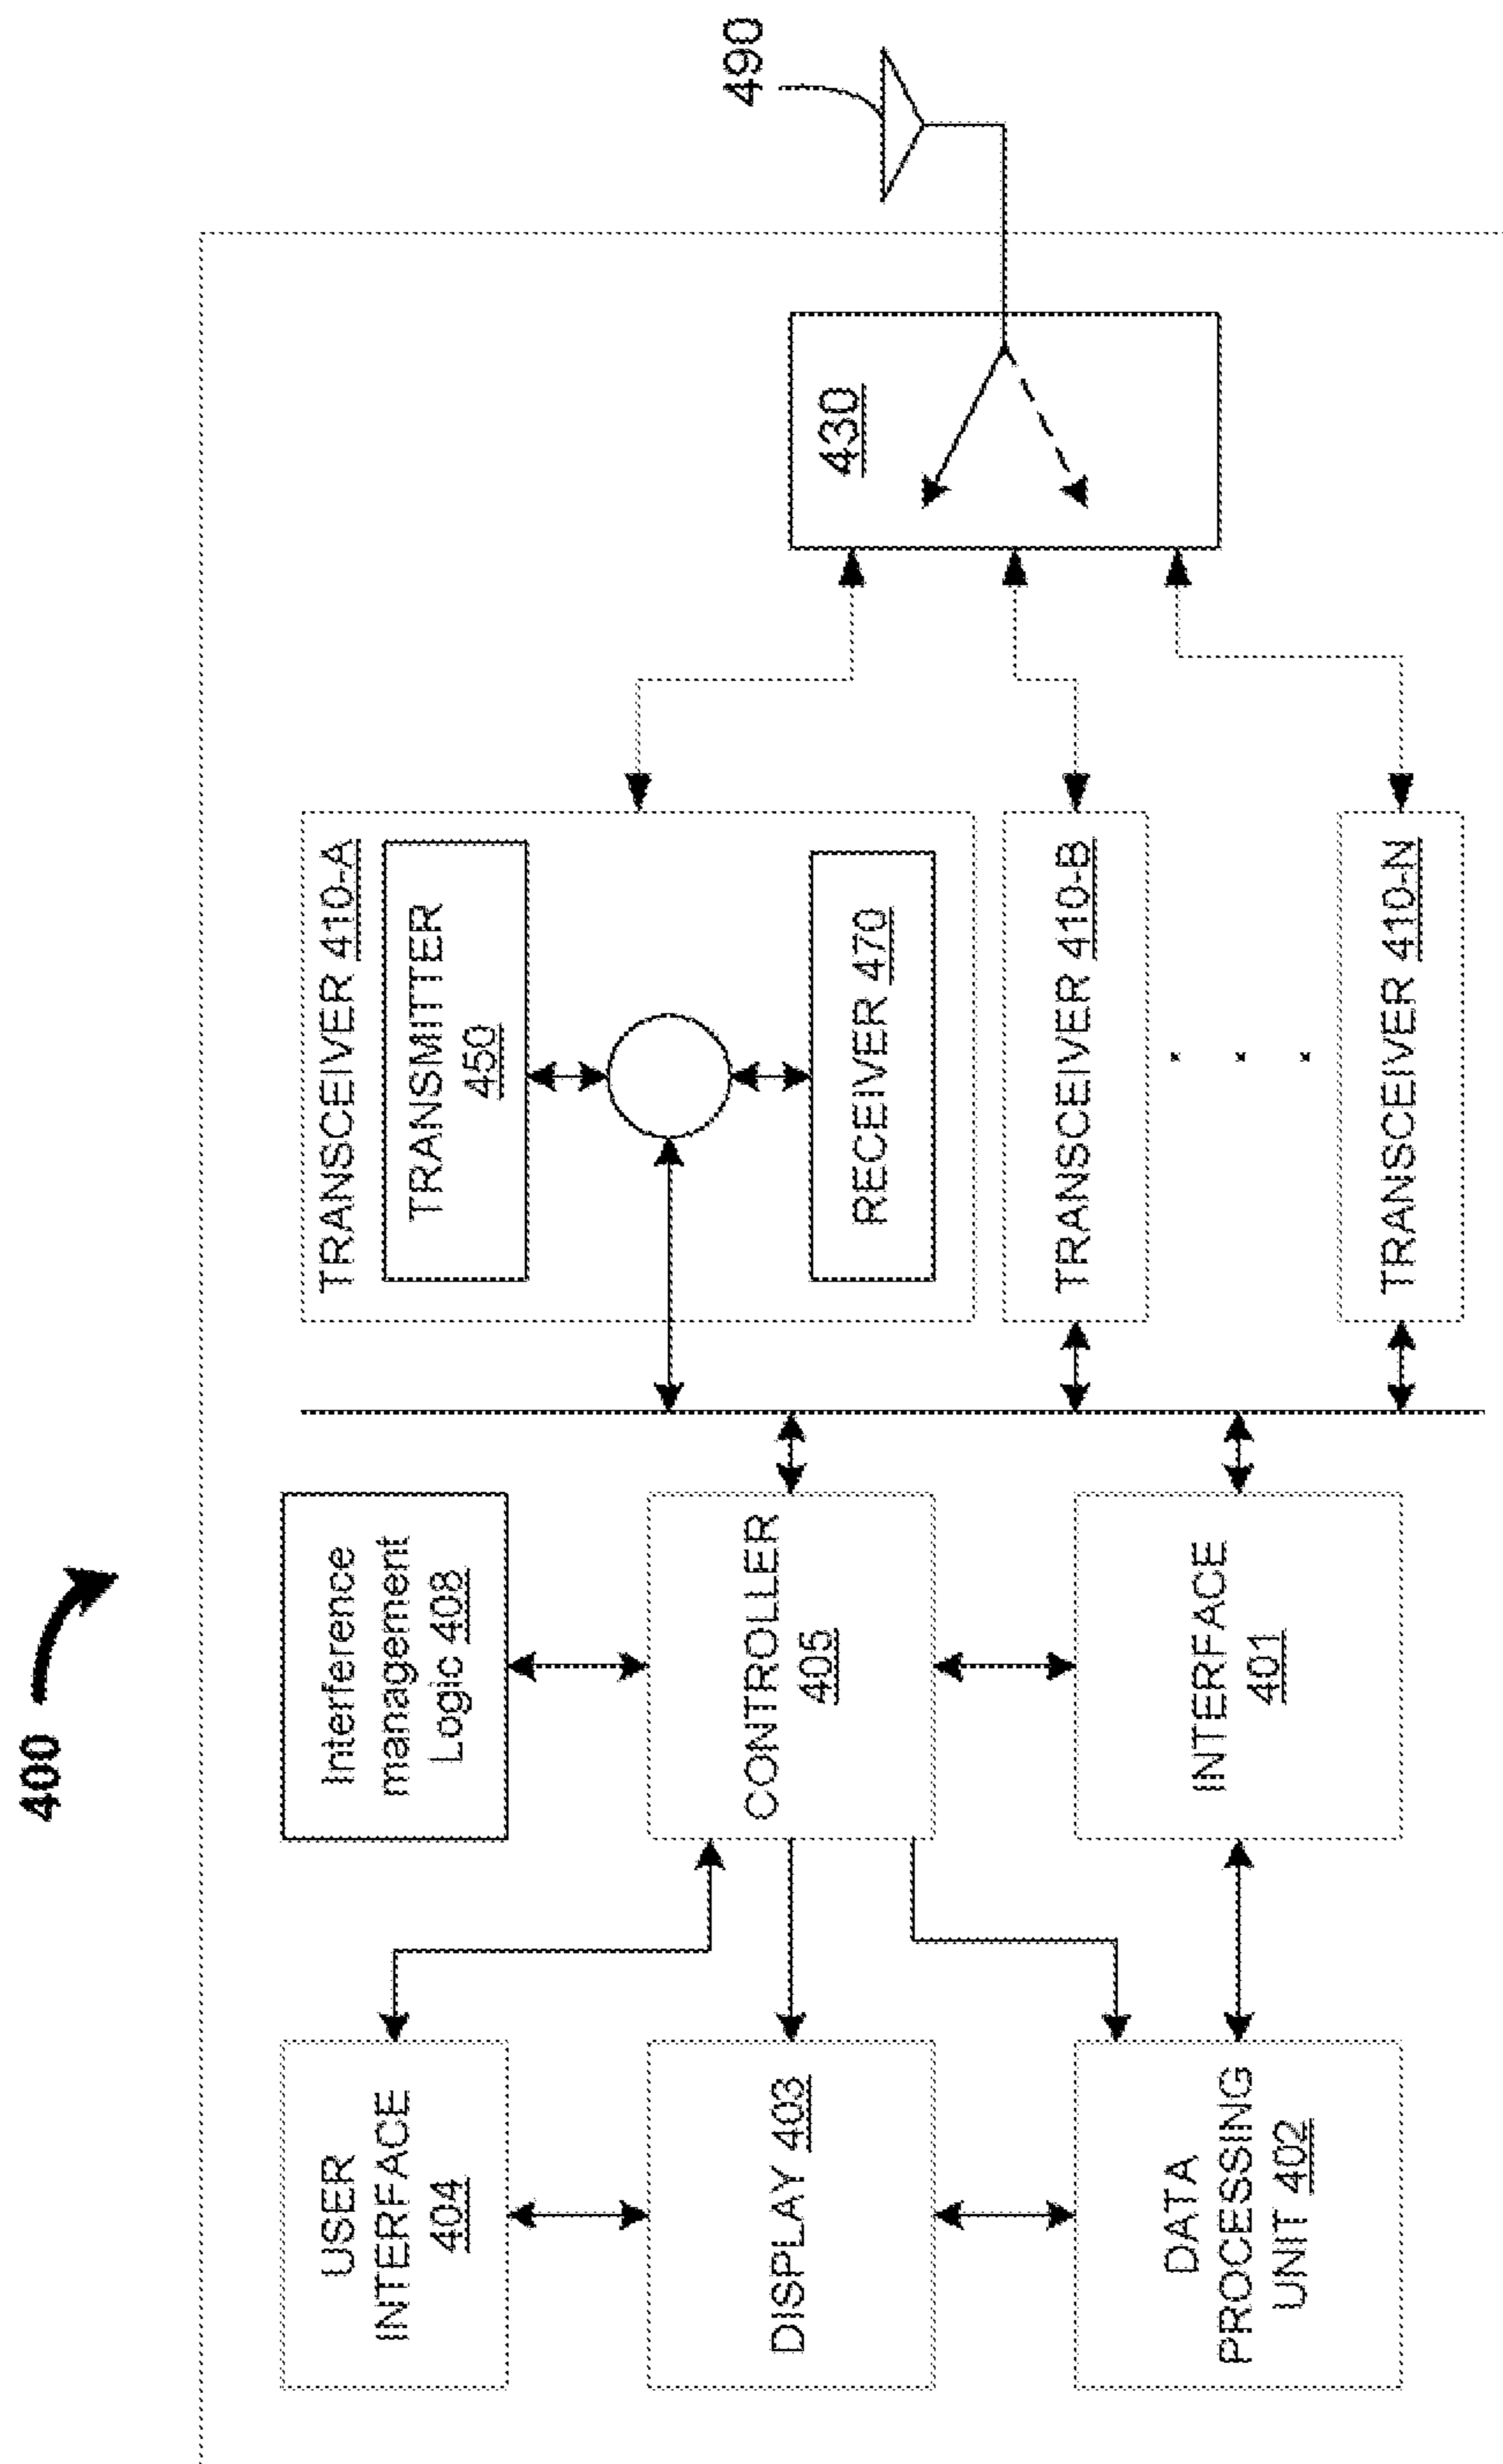 400
USER
INTERFACE
404
DISPLAY 403
DATA
PROCESSING
UNIT 402
Interference
management
Logic 408
CONTROLLER
405
INTERFACE
401
TRANSCEIVER 410-A
TRANSMITTER
450
RECEIVER 470
TRANSCEIVER 410-B
. . .
TRANSCEIVER 410-N
430
490